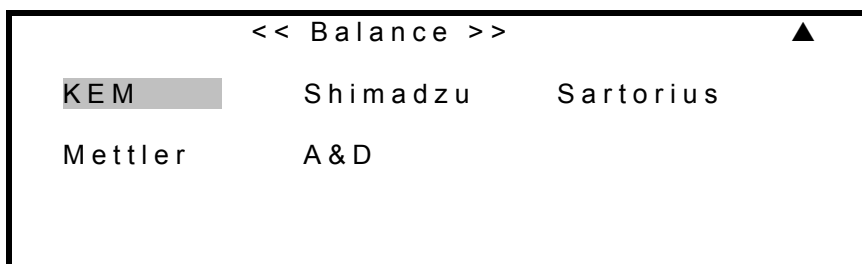 << Balance >> ▲
KEM Shimadzu Sartorius
Mettler A&D